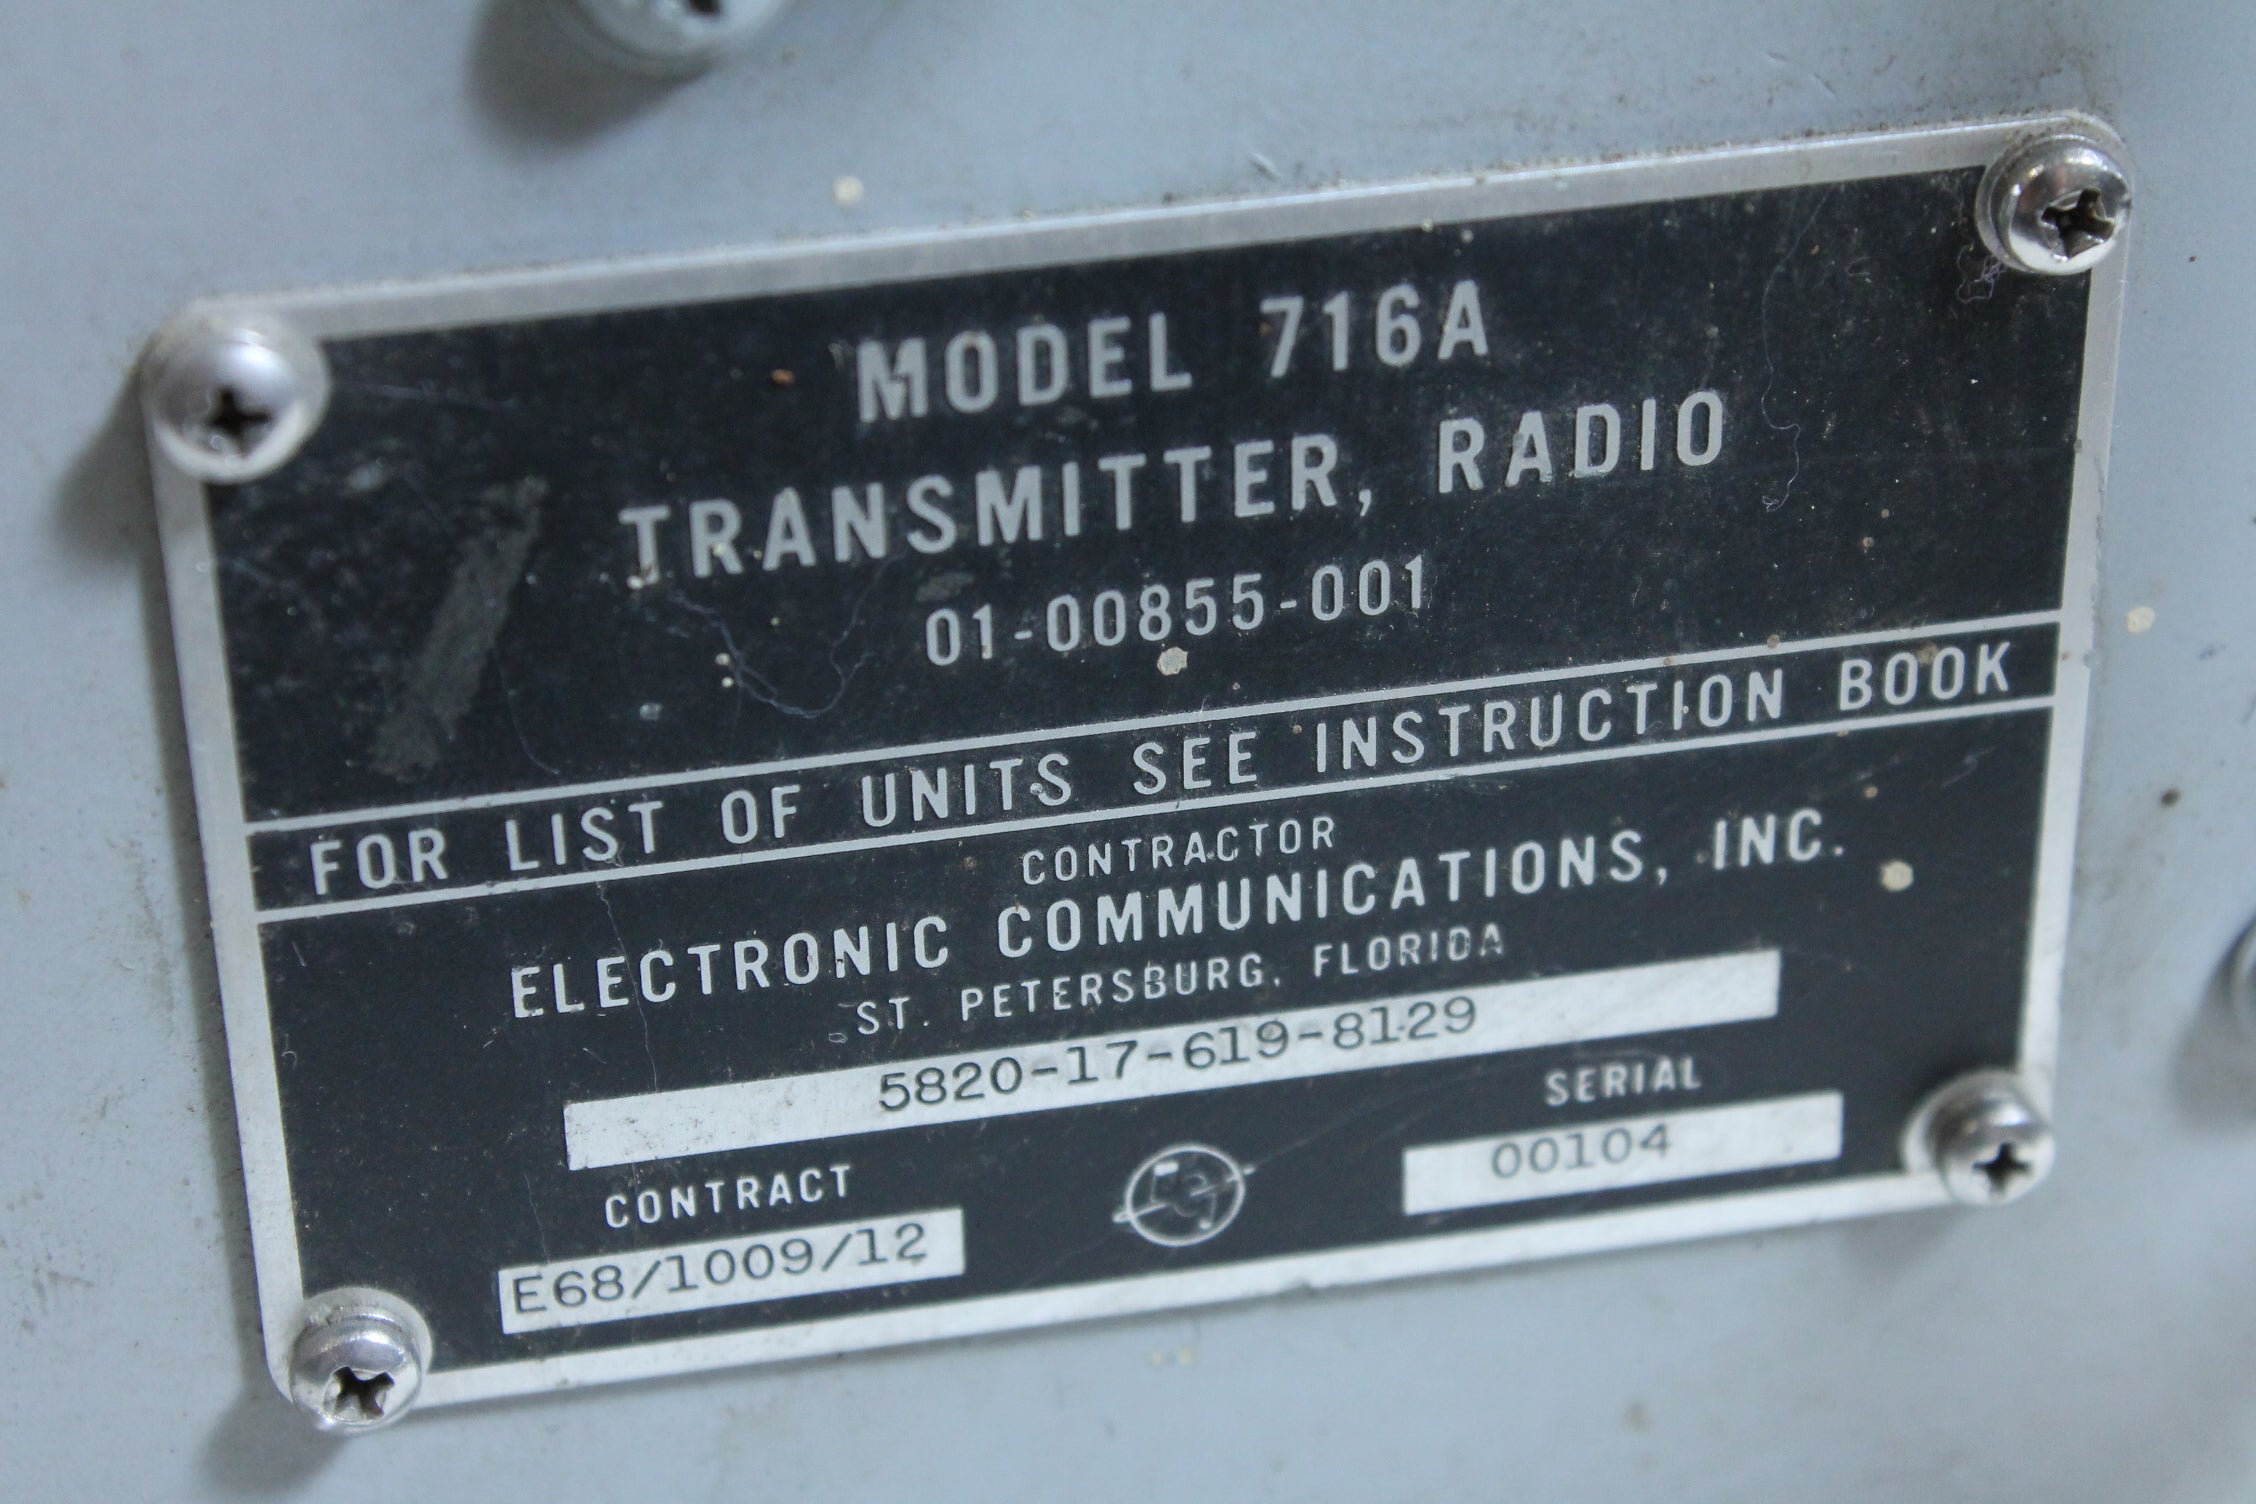 MODEL 716A
TRANSMITTER, RADIO
01-00855-001
FOR LIST OF UNITS SEE INSTRUCTION BOOK
CONTRACTOR
ELECTRONIC COMMUNICATIONS, INC.
ST. PETERSBURG, FLORIDA
5820-17-619-8129
CONTRACT
SERIAL
E68/1009/12
00104